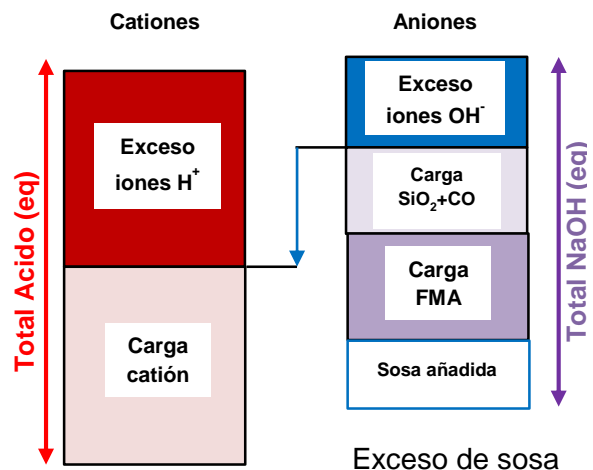 Cationes
Aniones
Total Acido (eq)
Exceso
iones H⁺
Carga
catión
Exceso
iones OH⁻
Carga
SiO₂+CO
Carga
FMA
Sosa añadida
Total NaOH (eq)
Exceso de sosa